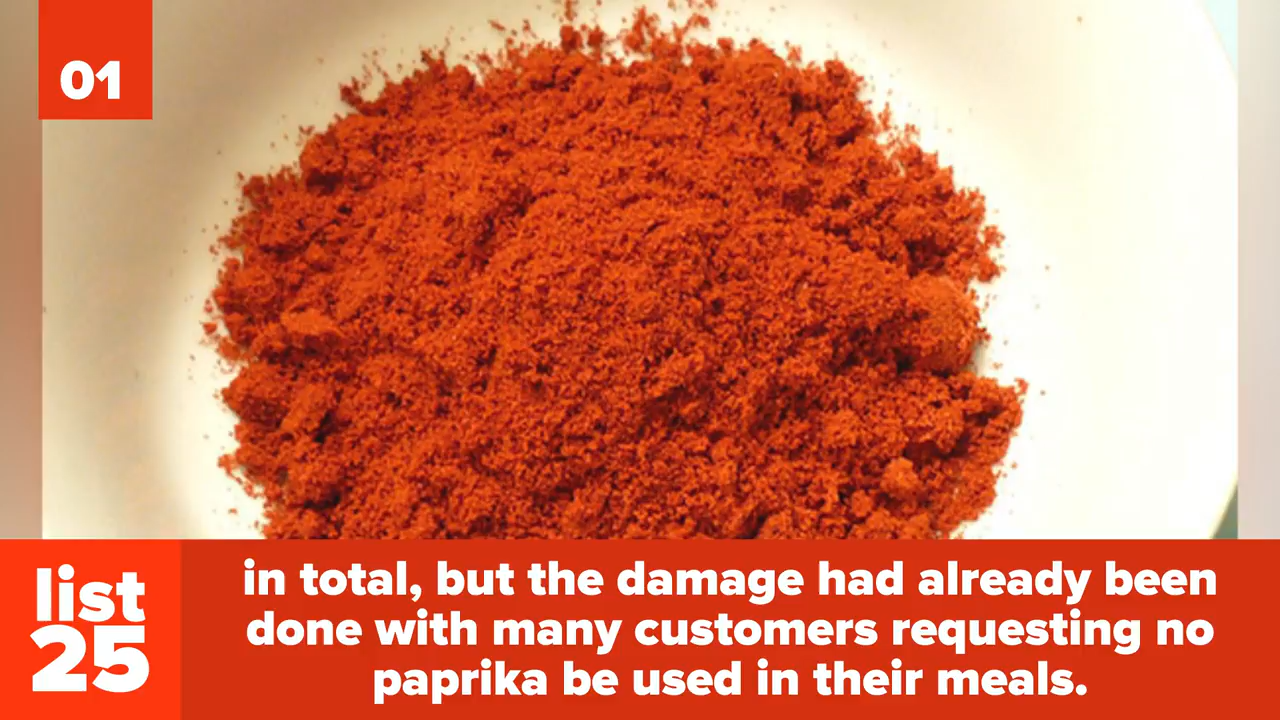 01
list
25
in total, but the damage had already been
done with many customers requesting no
paprika be used in their meals.